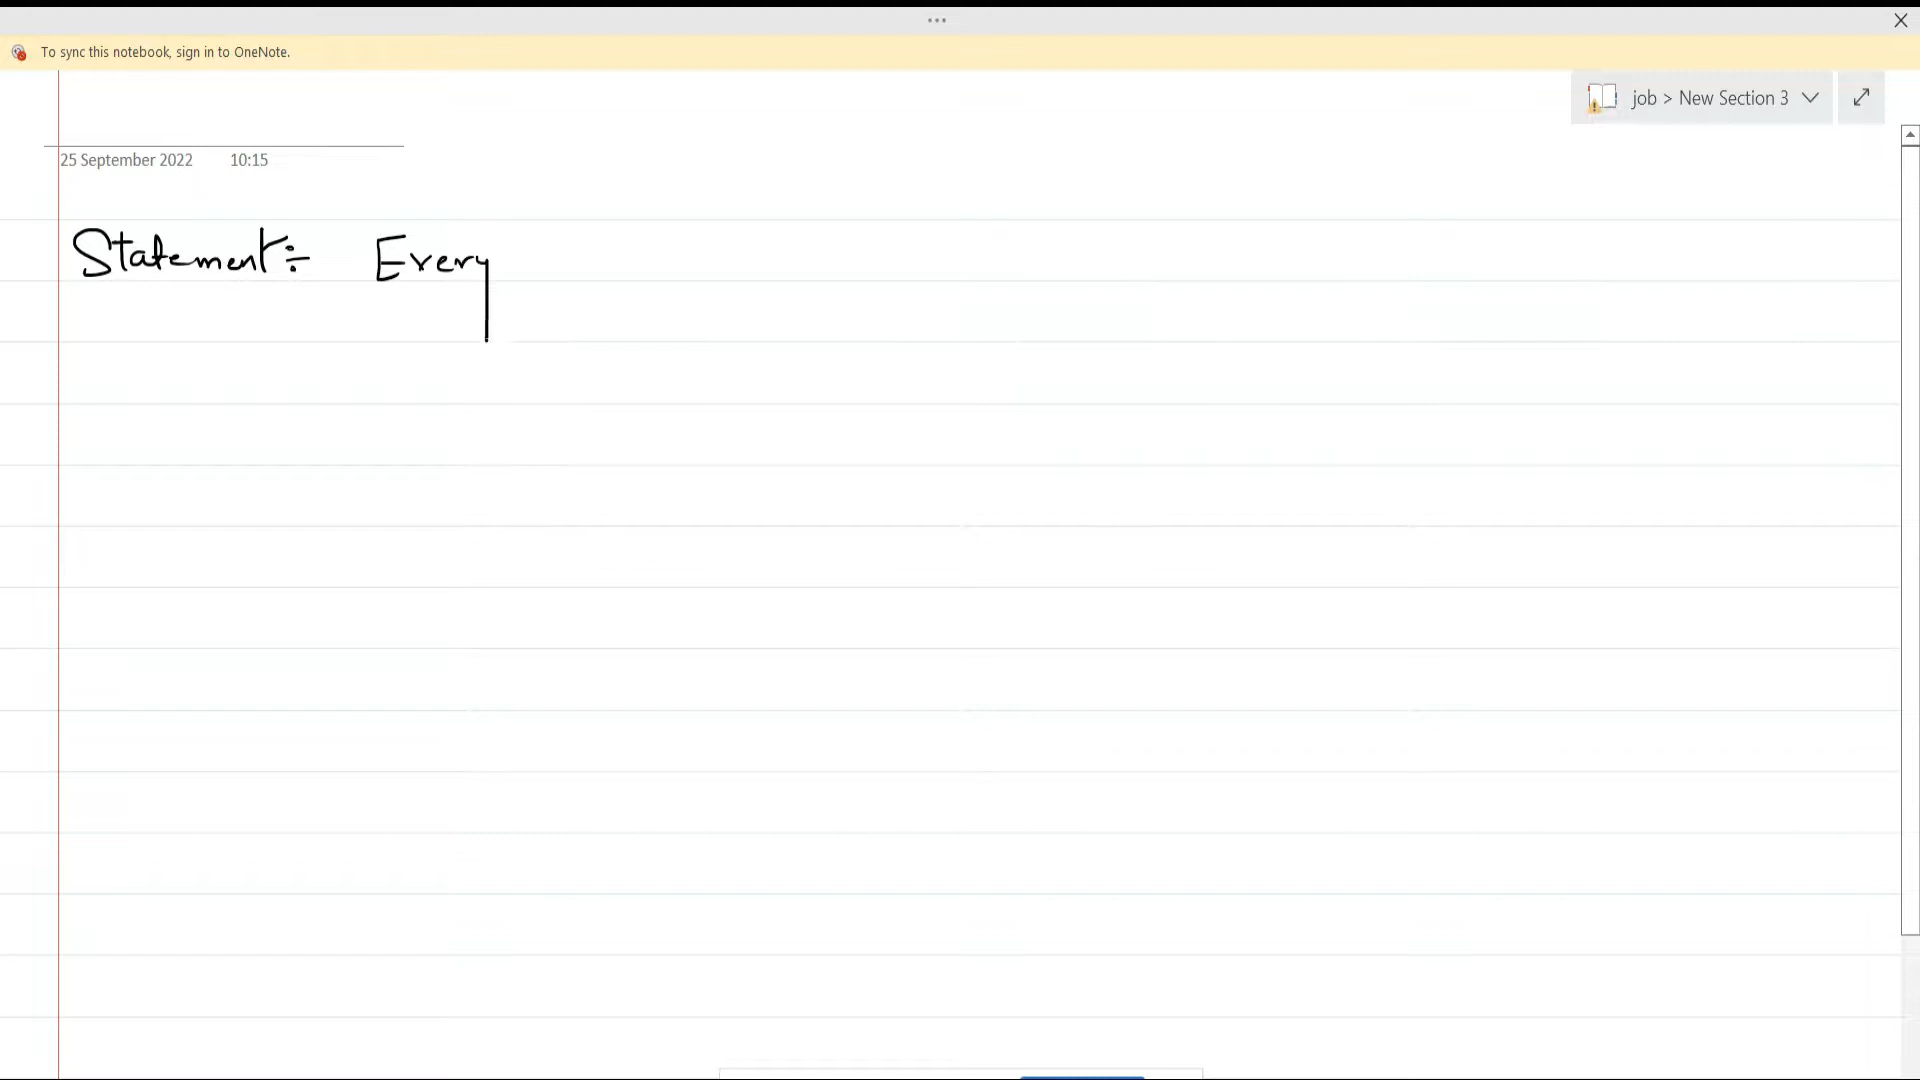 ...
To sync this notebook, sign in to OneNote.
job > New Section 3
25 September 2022 10:15
Statement:- Every